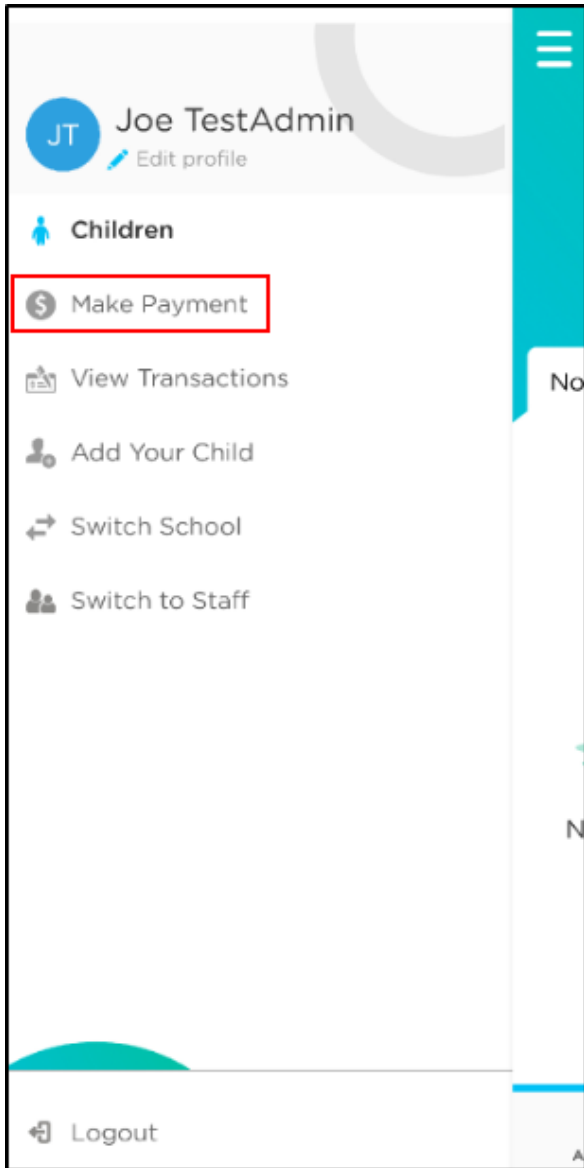 JT
Joe TestAdmin
Edit profile
Children
Make Payment
View Transactions
Add Your Child
Switch School
Switch to Staff
Logout
No
N
A